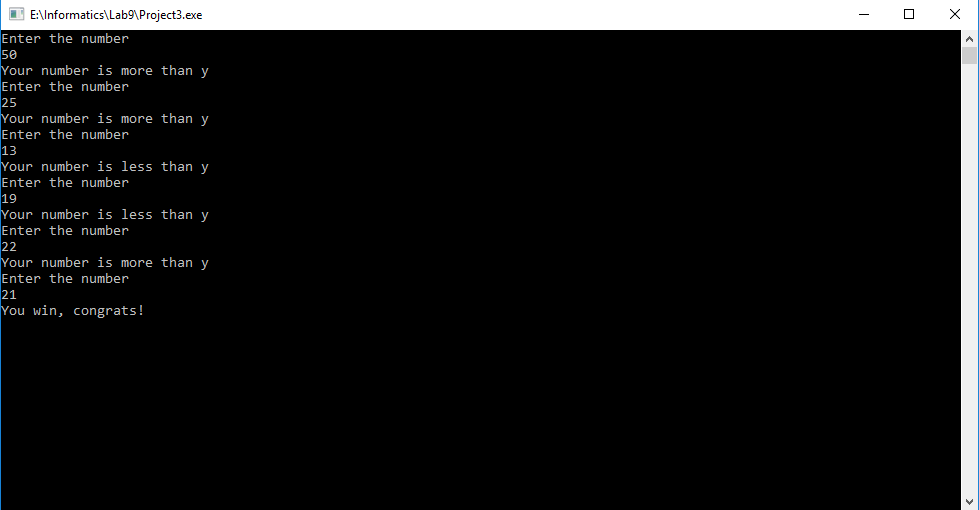 E:\Informatics\Lab9\Project3.exe
Enter the number
50
Your number is more than y
Enter the number
25
Your number is more than y
Enter the number
13
Your number is less than y
Enter the number
19
Your number is less than y
Enter the number
22
Your number is more than y
Enter the number
21
You win, congrats!